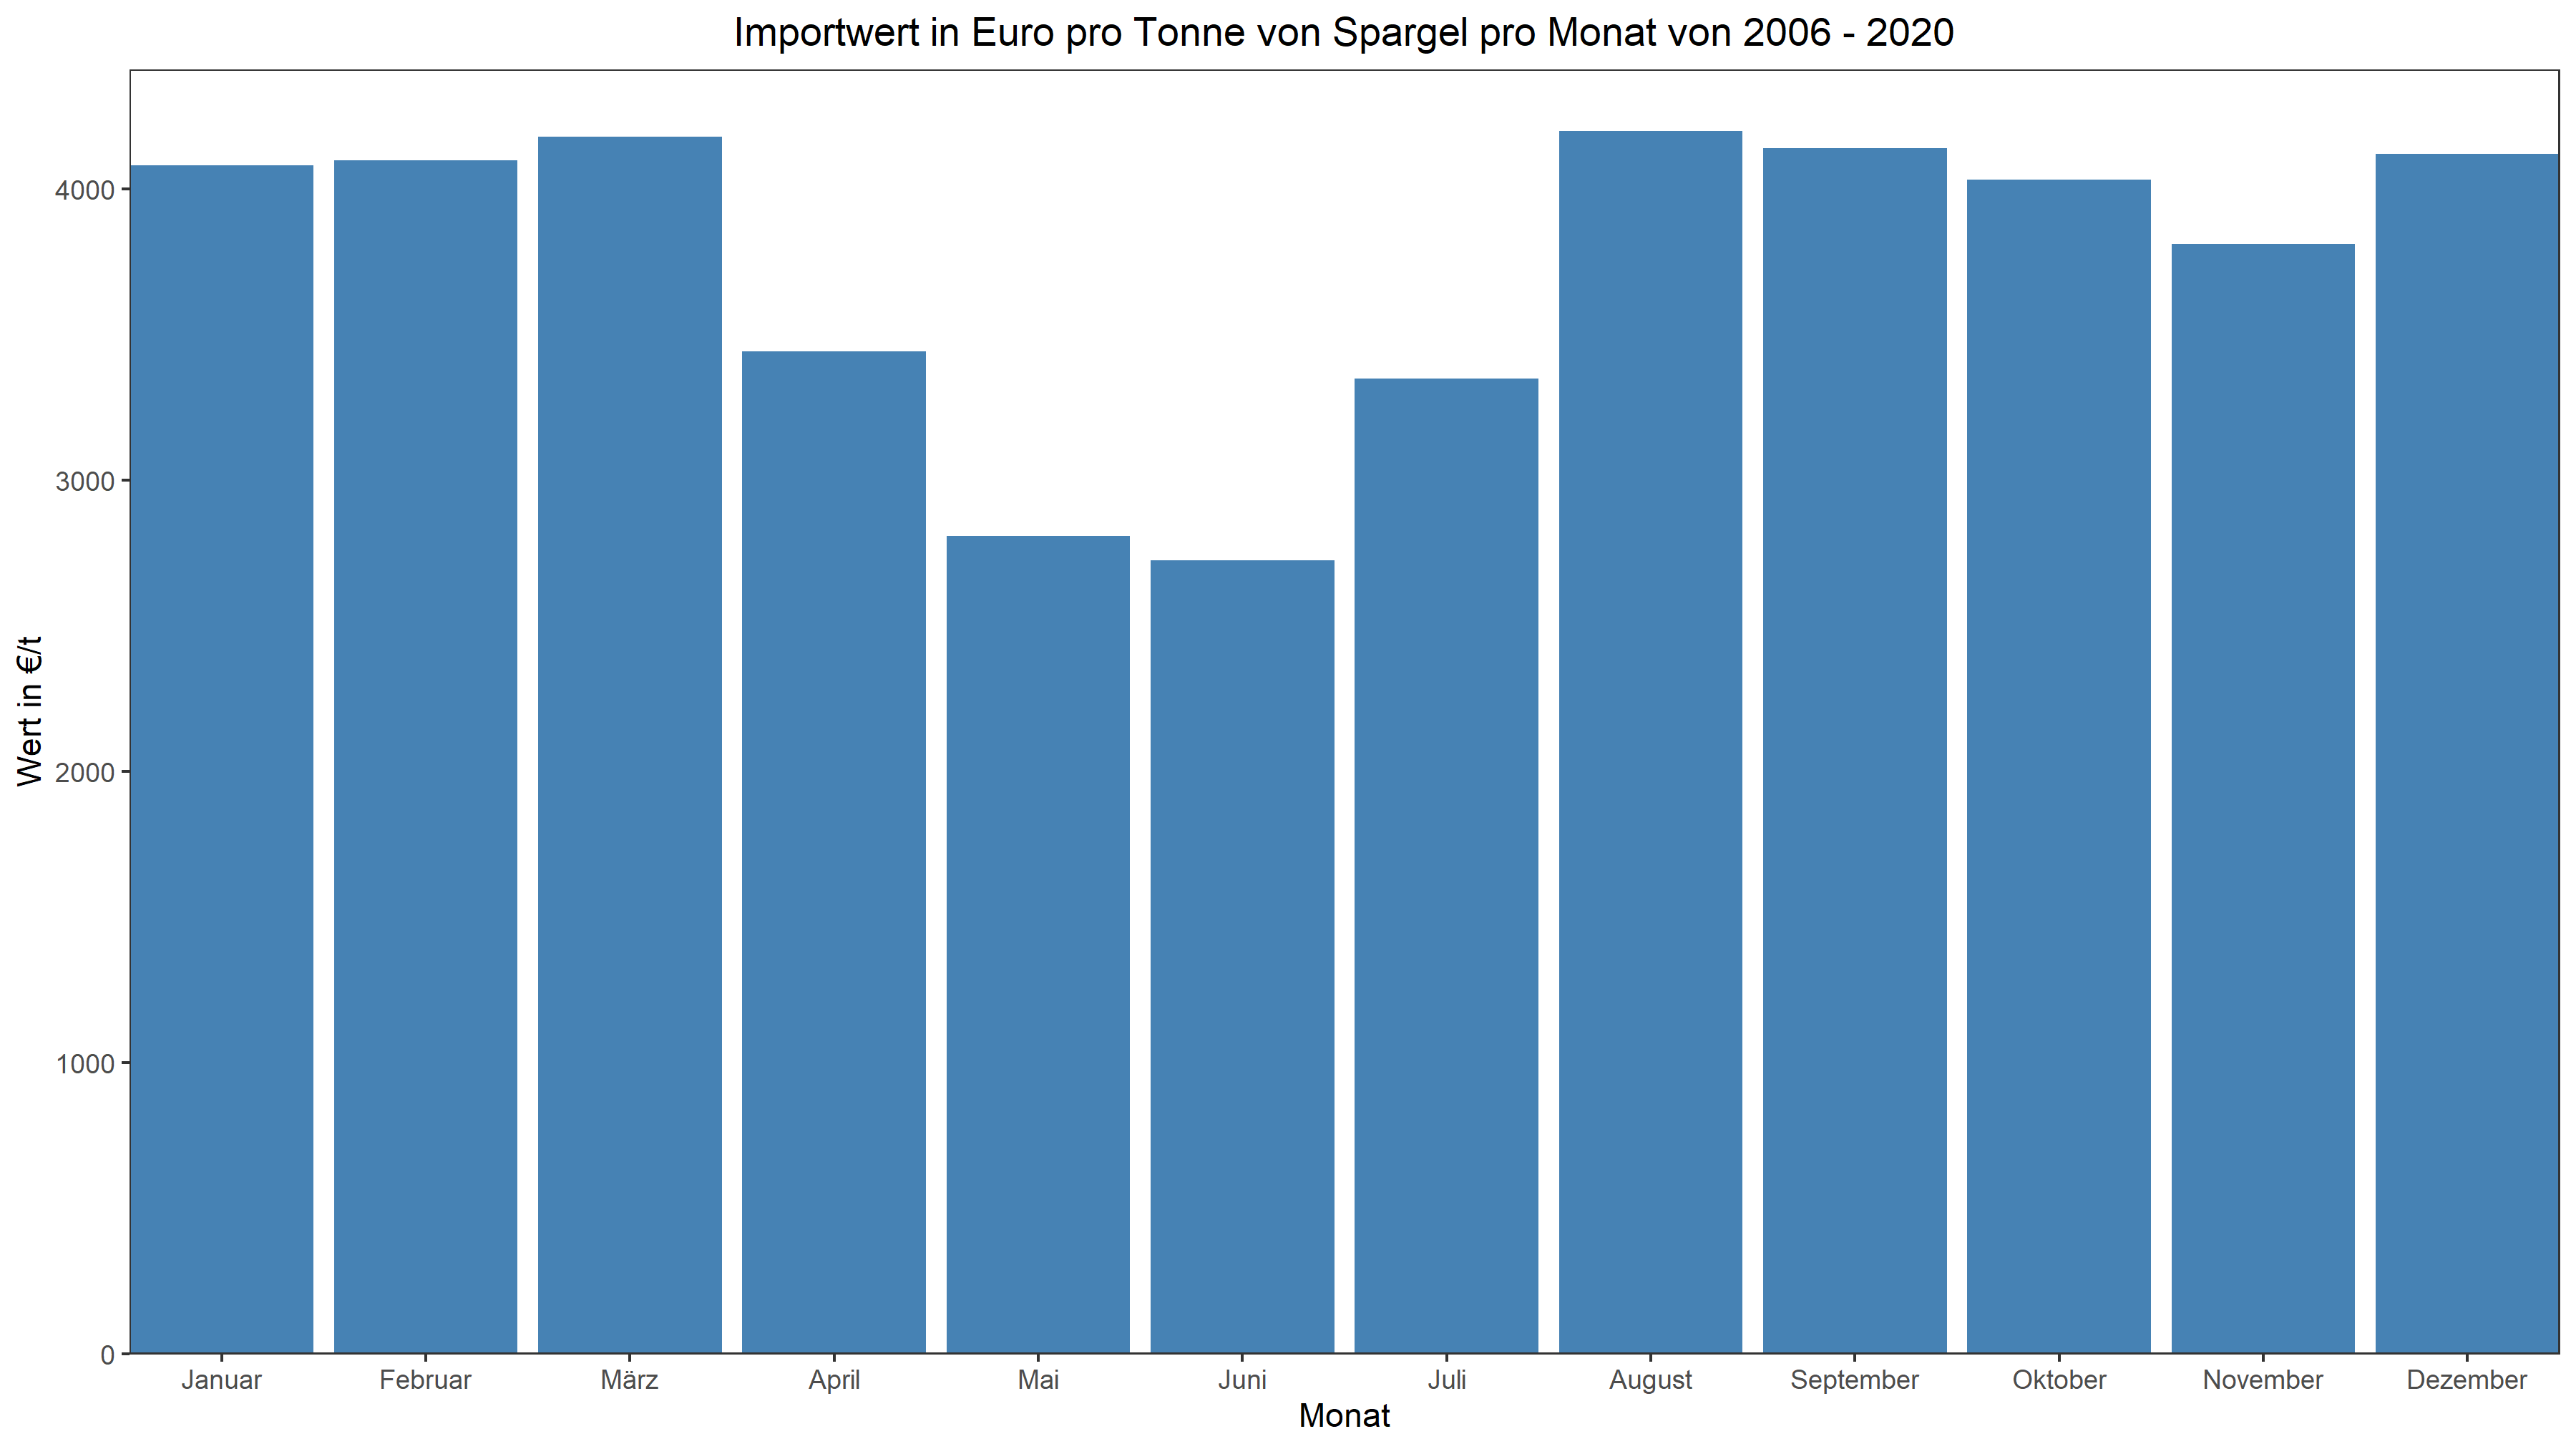 Importwert in Euro pro Tonne von Spargel pro Monat von 2006 - 2020
Wert in €/t
4000
3000
2000
1000
0
Januar Februar März April Mai Juni Juli August September Oktober November Dezember
Monat